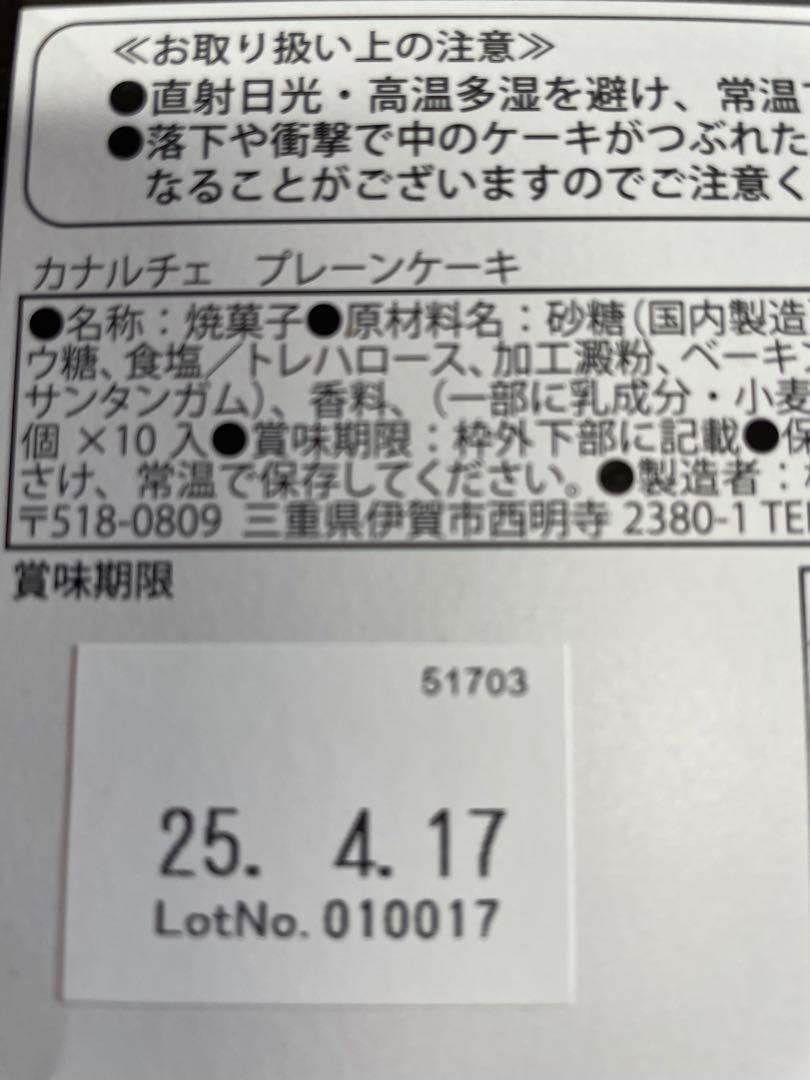 ≪お取り扱い上の注意≫
●直射日光・高温多湿を避け、常温
●落下や衝撃で中のケーキがつぶれた
なることがございますのでご注意く
カナルチェ　プレーンケーキ
●名称：焼菓子●原材料名：砂糖（国内製造
ウ糖、食塩／トレハロース、加工澱粉、ベーキン
サンタンガム）、香料、（一部に乳成分・小麦
個 ×10 入●賞味期限：枠外下部に記載●保
さけ、常温で保存してください。●製造者：
〒518-0809 三重県伊賀市西明寺 2380-1 TEL
賞味期限
51703
25. 4. 17
LotNo. 010017